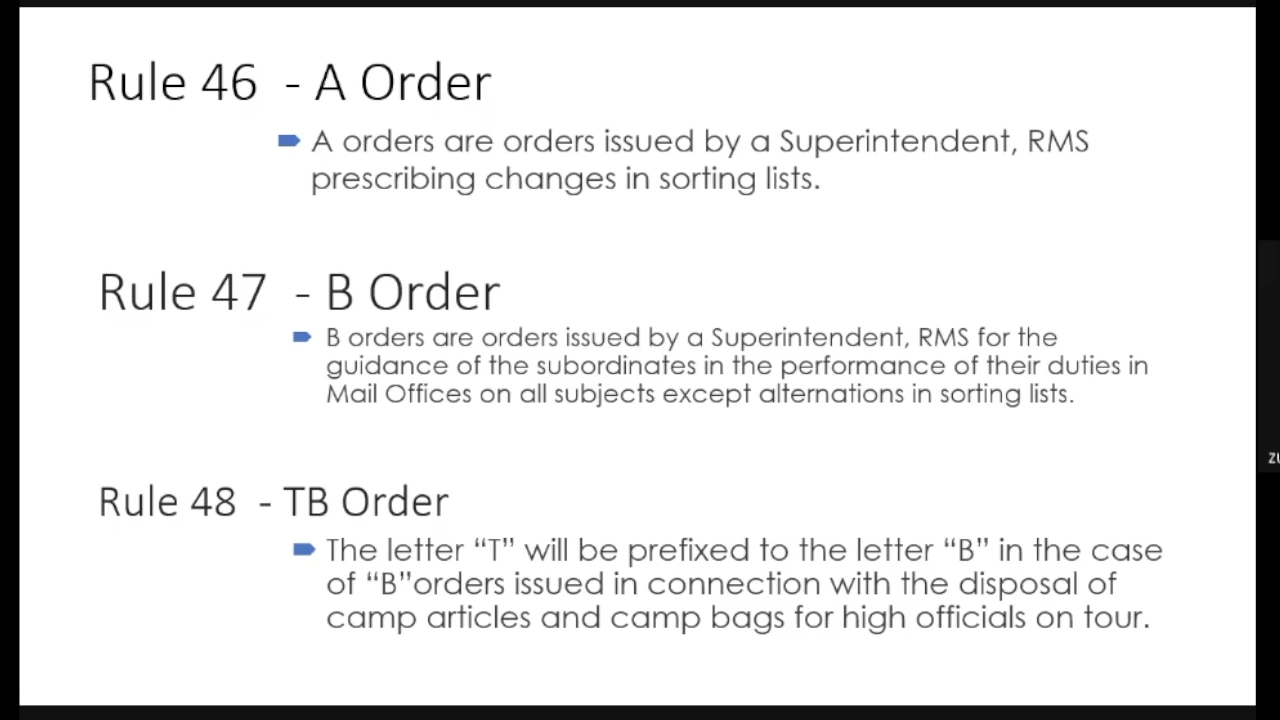 Rule 46 - A Order
A orders are orders issued by a Superintendent, RMS
prescribing changes in sorting lists.
Rule 47 - B Order
B orders are orders issued by a Superintendent, RMS for the
guidance of the subordinates in the performance of their duties in
Mail Offices on all subjects except alternations in sorting lists.
Rule 48 - TB Order
The letter “T” will be prefixed to the letter “B” in the case
of “B”orders issued in connection with the disposal of
camp articles and camp bags for high officials on tour.